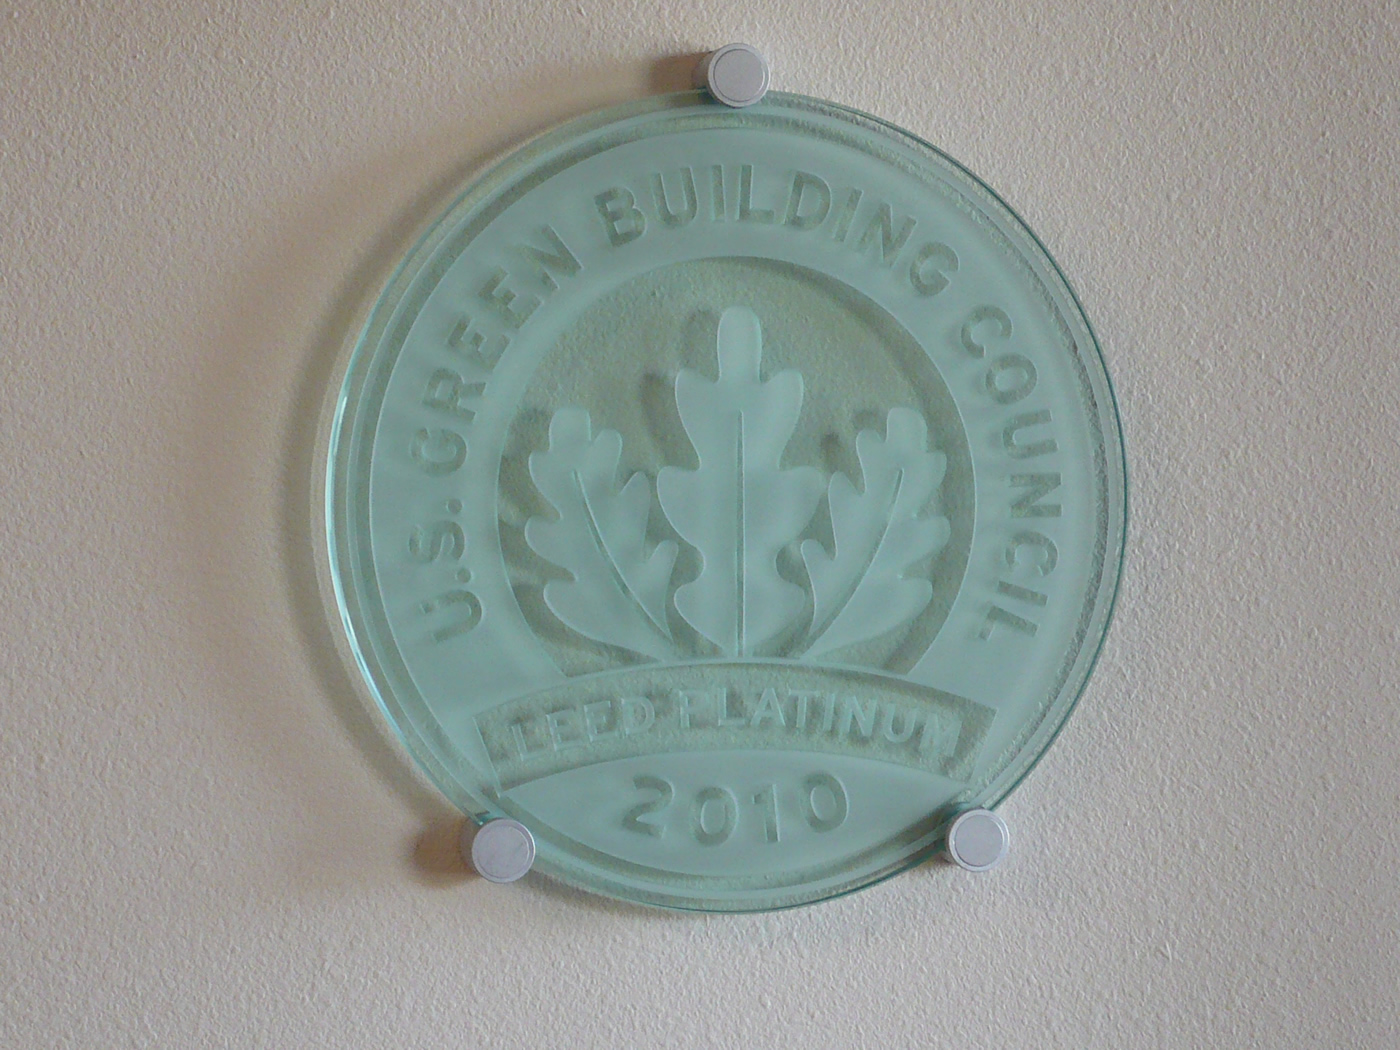 U.S. GREEN BUILDING COUNCIL
LEED PLATINUM
2010